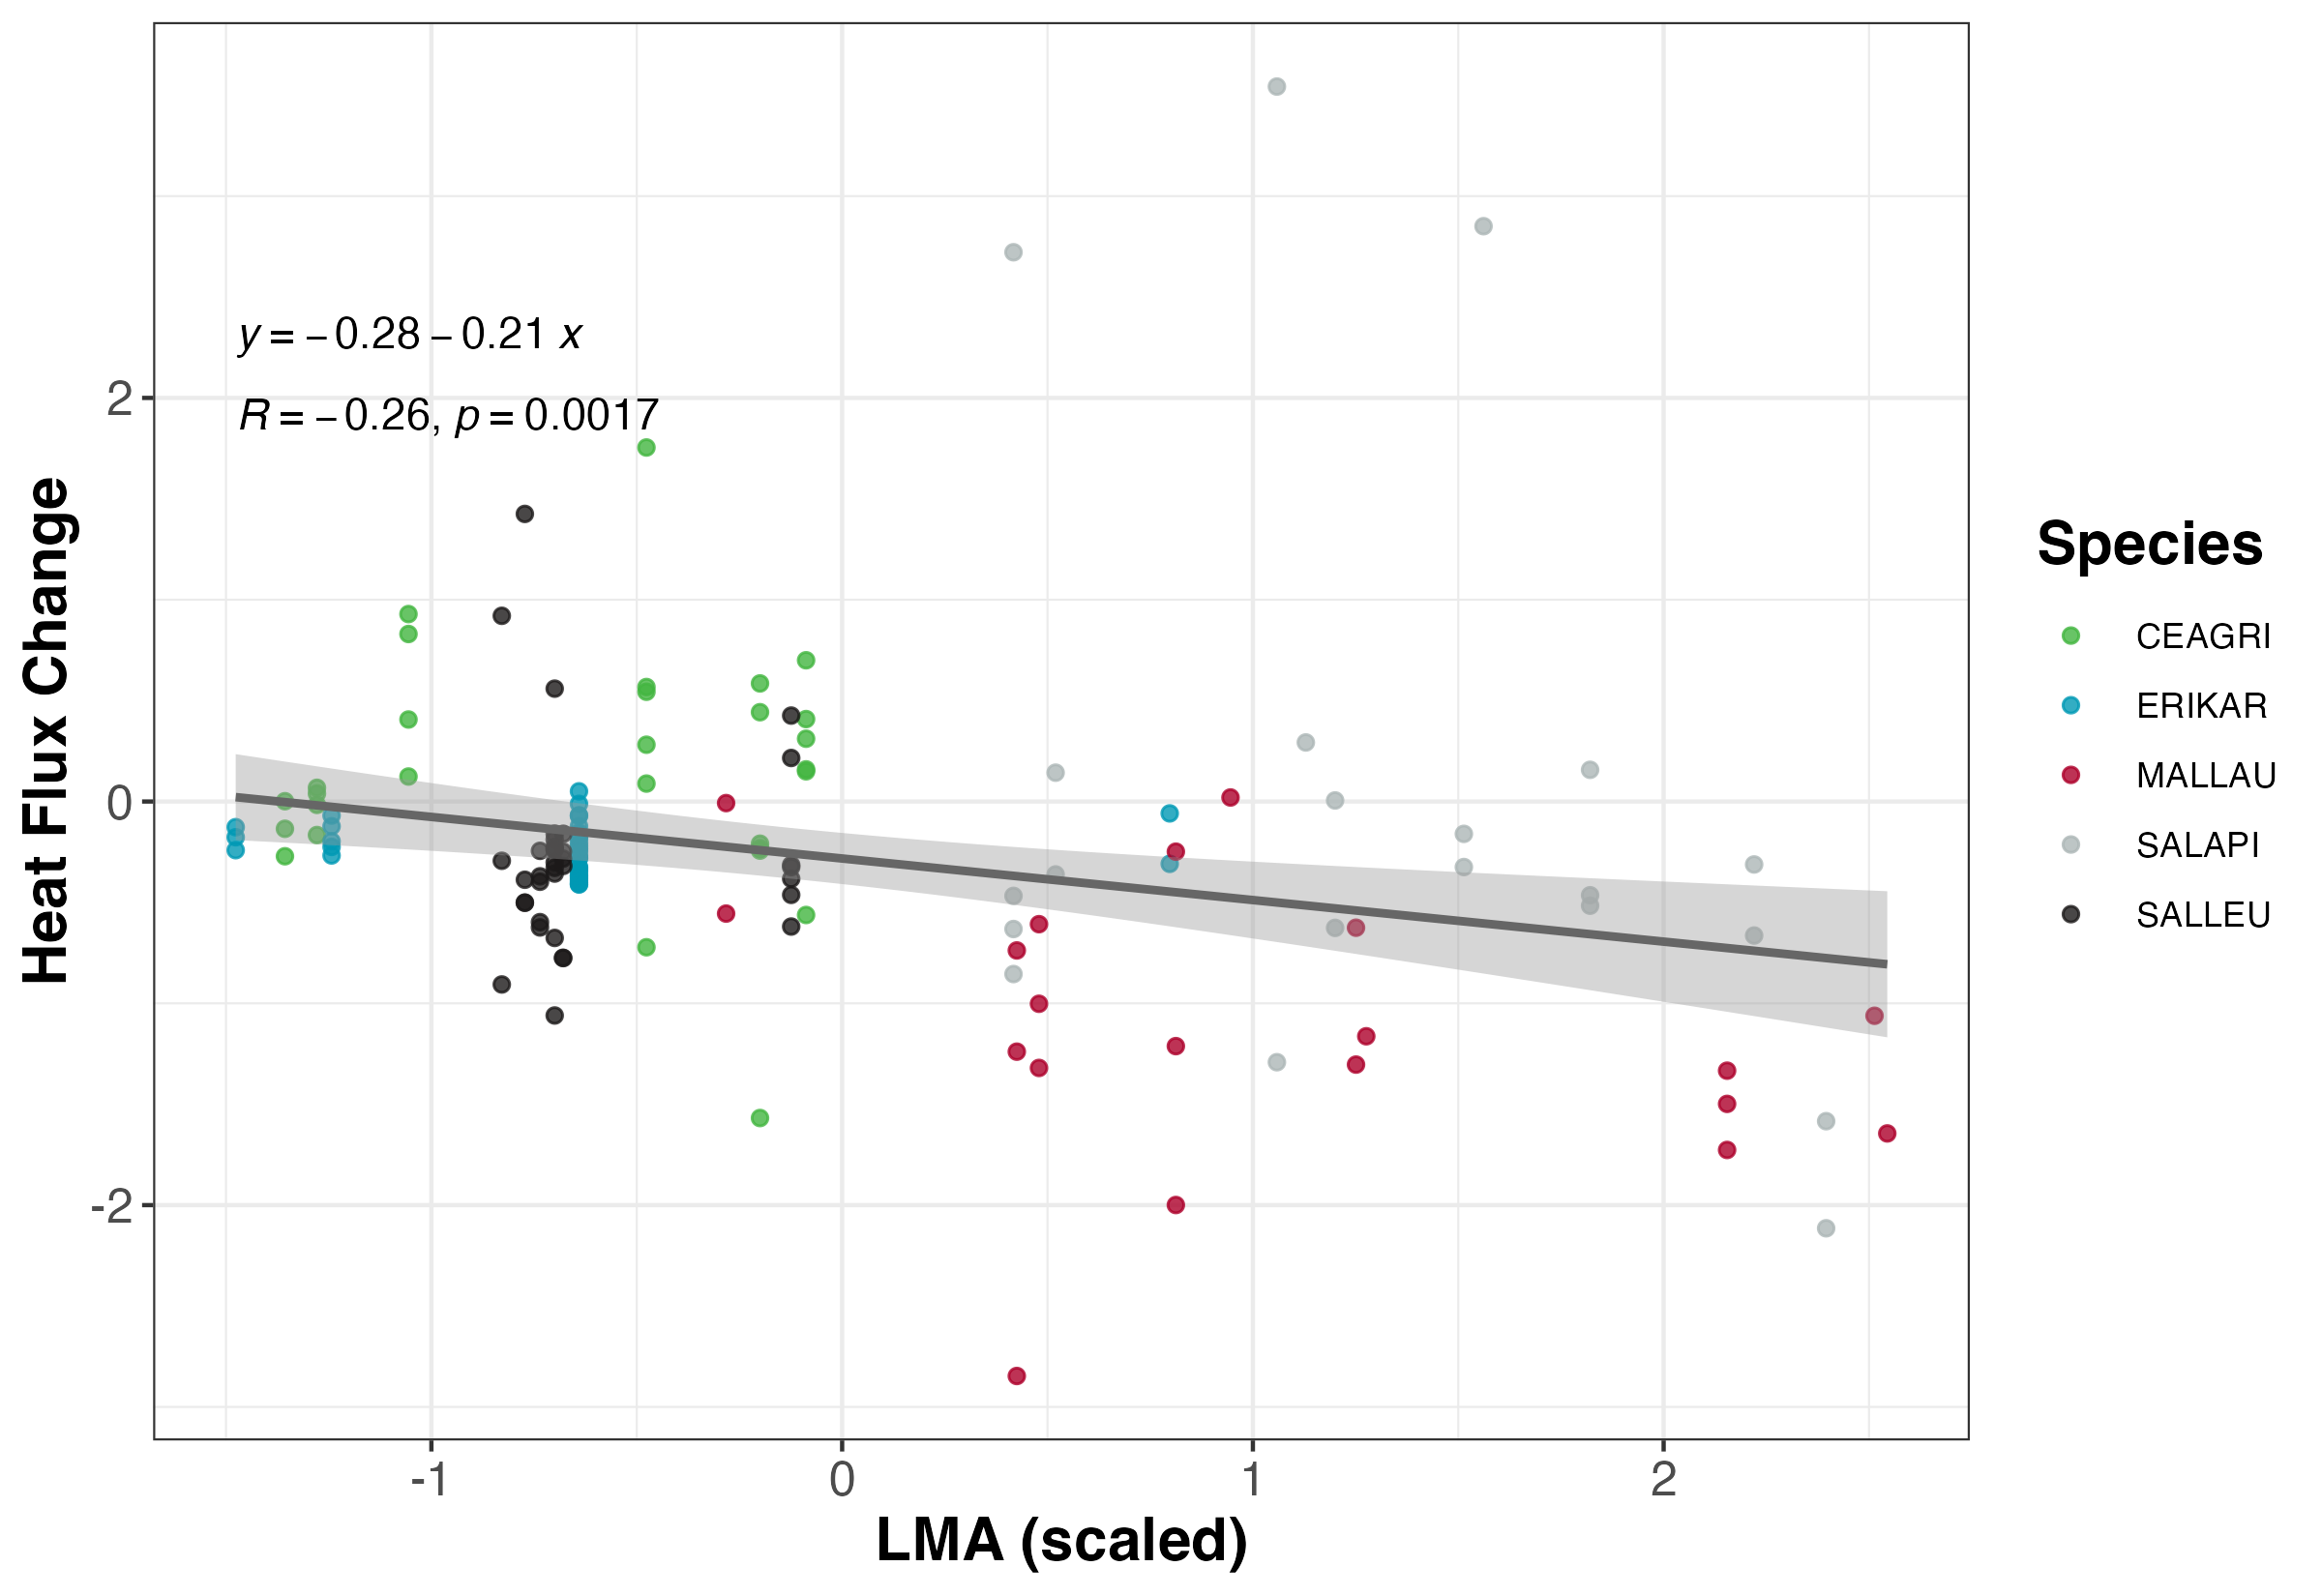 y = − 0.28 − 0.21 x
R = − 0.26, p = 0.0017
Heat Flux Change
2
0
-2
-1
0
1
2
LMA (scaled)
Species
CEAGRI
ERIKAR
MALLAU
SALAPI
SALLEU